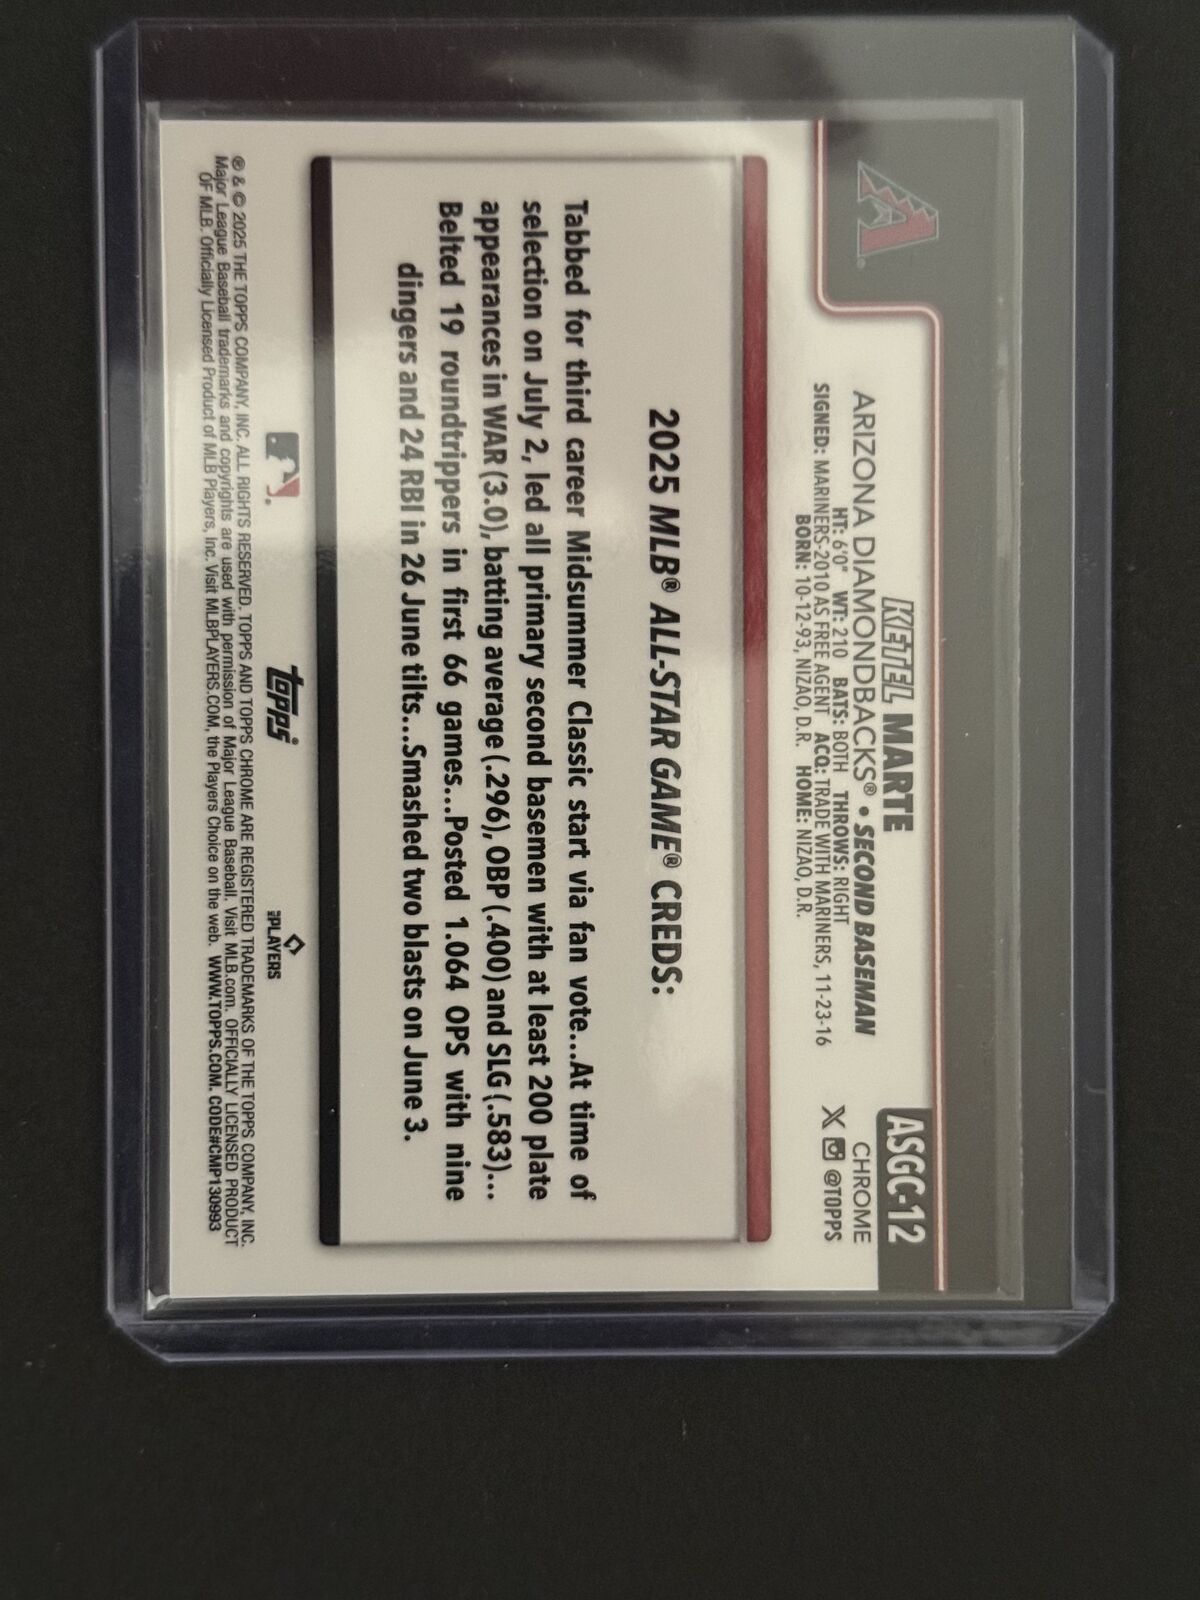 KETEL MARTE
ARIZONA DIAMONDBACKS® • SECOND BASEMAN
HT: 6'0" WT: 210 BATS: BOTH THROWS: RIGHT
SIGNED: MARINERS-2010 AS FREE AGENT ACQ: TRADE WITH MARINERS, 11-23-16
BORN: 10-12-93, NIZAO, D.R. HOME: NIZAO, D.R.
ASGC-12
CHROME
X @TOPPS
2025 MLB® ALL-STAR GAME® CREDS:
Tabbed for third career Midsummer Classic start via fan vote...At time of
selection on July 2, led all primary second basemen with at least 200 plate
appearances in WAR (3.0), batting average (.296), OBP (.400) and SLG (.583)...
Belted 19 roundtrippers in first 66 games...Posted 1.064 OPS with nine
dingers and 24 RBI in 26 June tilts...Smashed two blasts on June 3.
topps
PLAYERS
® & © 2025 THE TOPPS COMPANY, INC. ALL RIGHTS RESERVED. TOPPS AND TOPPS CHROME ARE REGISTERED TRADEMARKS OF THE TOPPS COMPANY, INC.
Major League Baseball trademarks and copyrights are used with permission of Major League Baseball. Visit MLB.com. OFFICIALLY LICENSED PRODUCT
OF MLB. Officially Licensed Product of MLB Players, Inc. Visit MLBPLAYERS.COM, the Players Choice on the web. WWW.TOPPS.COM. CODE#CMP130993